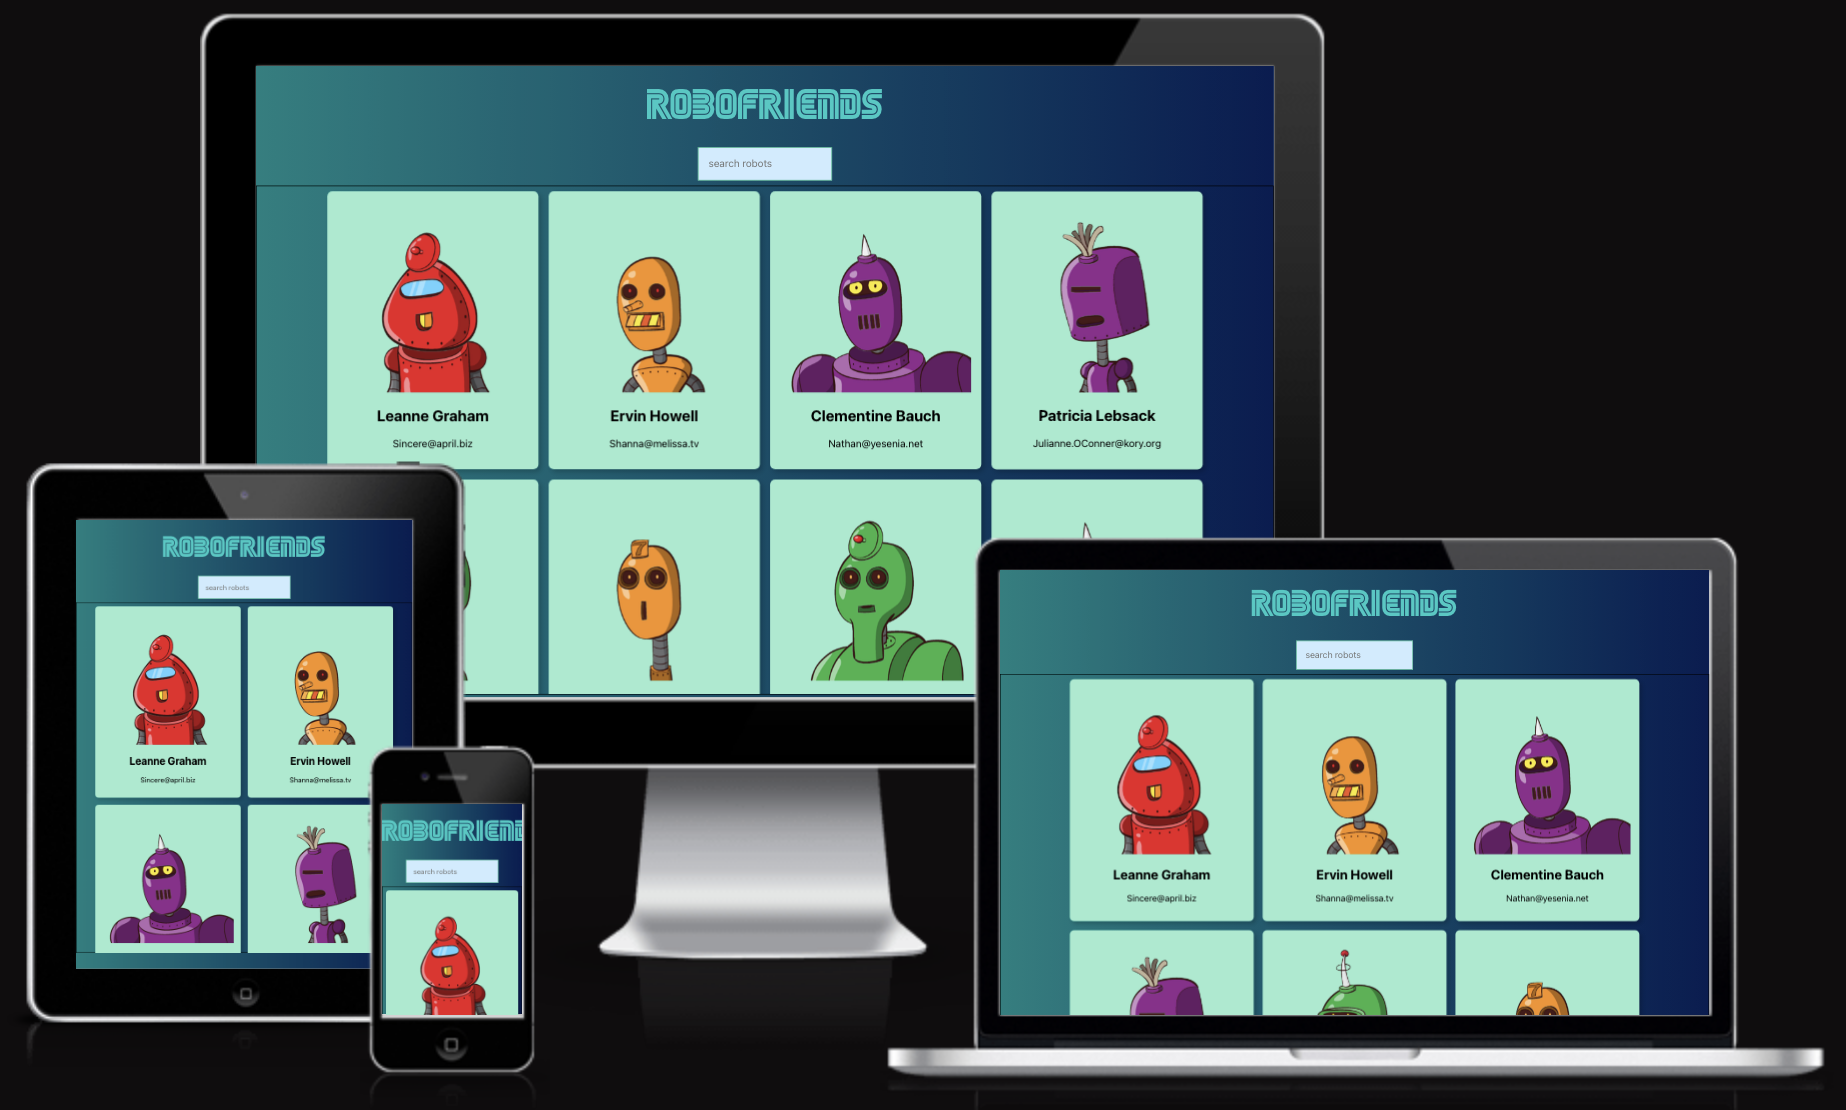 ROBOFRIENDS
search robots
Leanne Graham
Sincere@april.biz
Ervin Howell
Shanna@melissa.tv
Clementine Bauch
Nathan@yesenia.net
Patricia Lebsack
Julianne.OConner@kory.org
7
ROBOFRIENDS
search robots
Leanne Graham
Sincere@april.biz
Ervin Howell
Shanna@melissa.tv
ROBOFRIEND
search robots
ROBOFRIENDS
search robots
Leanne Graham
Sincere@april.biz
Ervin Howell
Shanna@melissa.tv
Clementine Bauch
Nathan@yesenia.net
7